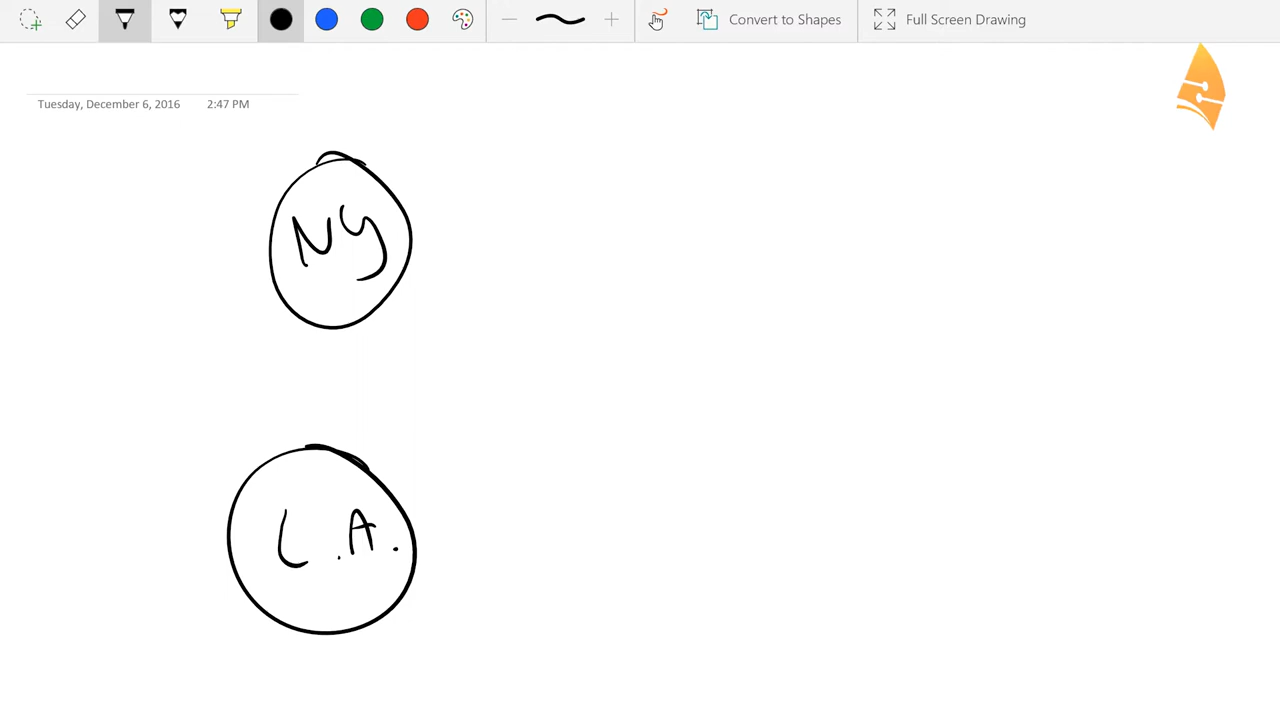 Convert to Shapes
Full Screen Drawing
Tuesday, December 6, 2016 2:47 PM
NY
L.A.